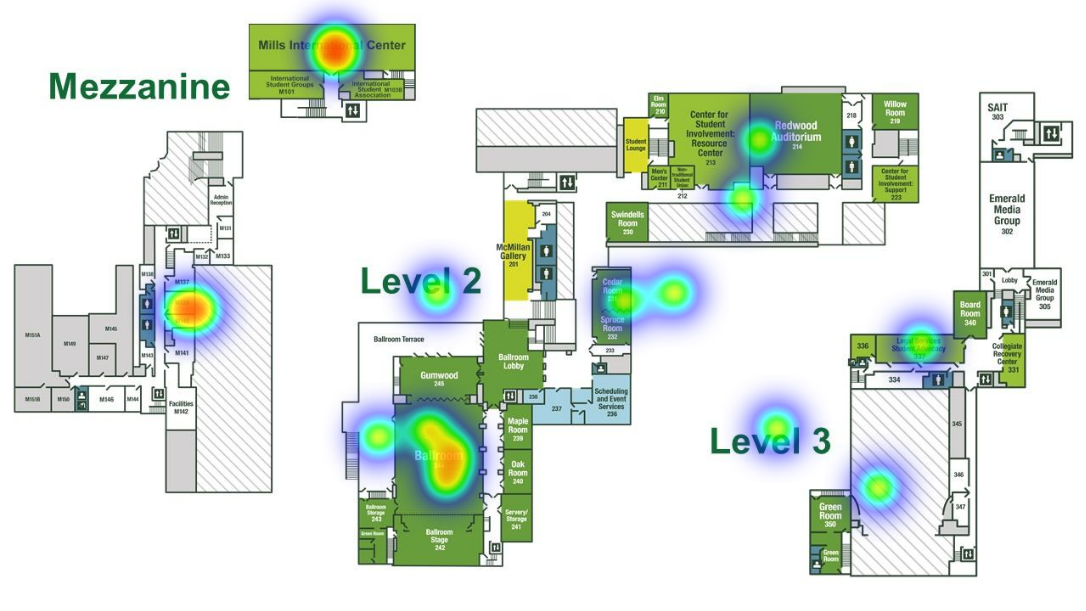 Mills International Center
International
Student Groups
M101
International
Student M103B
Association
Mezzanine
Admin
Reception
M131
M132
M133
M137
M141
M143
M151A
M149
M145
M147
M151B
M150
M146
M144
Facilities
M142
Level 2
Student
Lounge
Elm
Room
210
Center for
Student
Involvement:
Resource
Center
213
Redwood
Auditorium
214
218
Willow
Room
219
Men's
Center
211
Non-
Traditional
Student
Union
212
Center for
Student
Involvement:
Support
223
Swindells
Room
230
204
McMillan
Gallery
201
Cedar
Room
Spruce
Room
232
233
Scheduling
and Event
Services
236
237
238
Ballroom Terrace
Ballroom
Lobby
Gumwood
245
Maple
Room
239
Oak
Room
240
Servery/
Storage
241
Ballroom
Ballroom
Storage
243
Green Room
Ballroom
Stage
242
Level 3
SAIT
303
Emerald
Media
Group
302
301
Lobby
Emerald
Media
Group
305
Board
Room
340
336
Legal Services
Student Advocacy
337
334
Collegiate
Recovery
Center
331
345
346
347
Green
Room
350
Green
Room